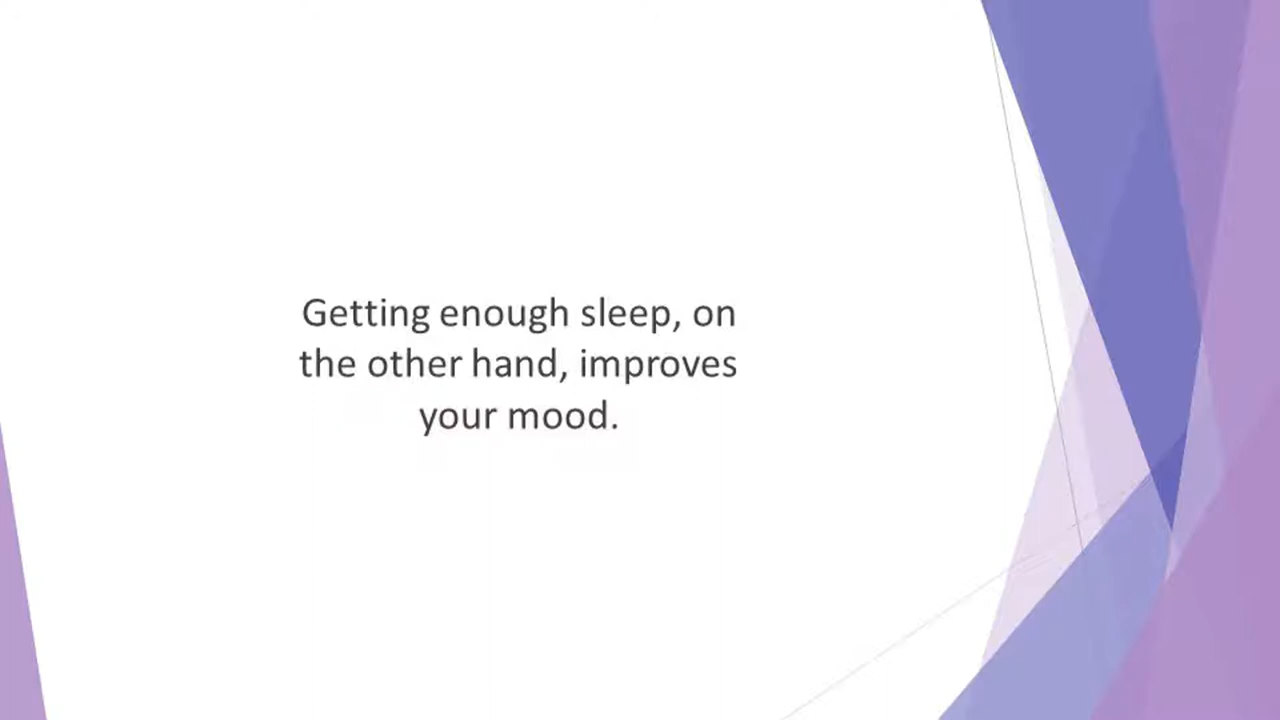 Getting enough sleep, on
the other hand, improves
your mood.